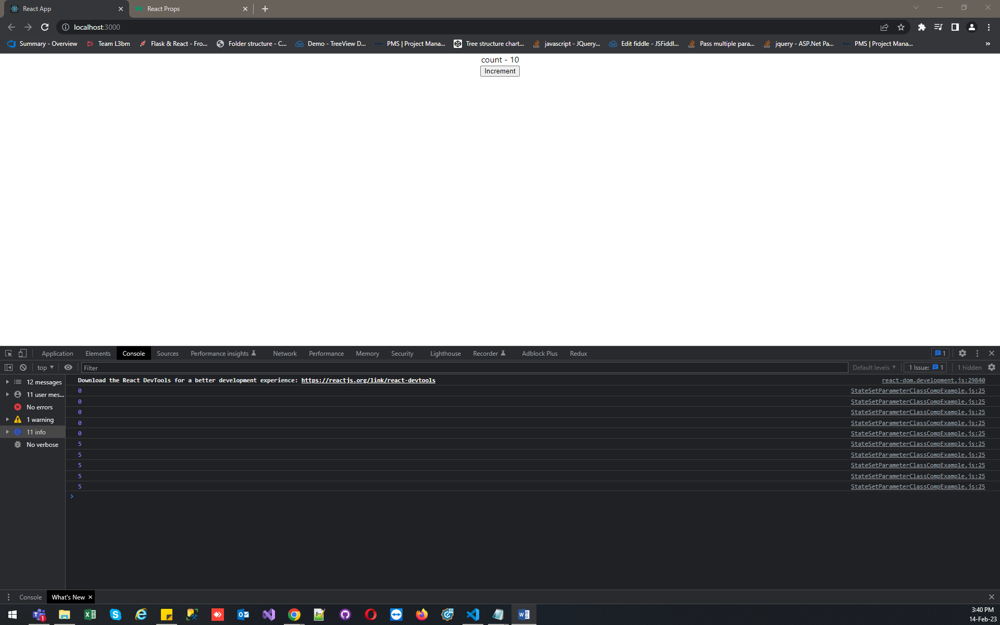 React App
React Props
localhost:3000
Summary - Overview Team L3bm Flask & React - Fro... Folder structure - C... Demo - TreeView D... PMS | Project Mana... Tree structure chart... javascript - JQuery... Edit fiddle - JSFiddl... Pass multiple para... jquery - ASP.Net Pa... PMS | Project Mana... »
count - 10
Increment
Application Elements Console Sources Performance insights Network Performance Memory Security Lighthouse Recorder Adblock Plus Redux 1
top Filter Default levels 1 Issue: 1 1 hidden
12 messages
11 user mes...
No errors
1 warning
11 info
No verbose
Download the React DevTools for a better development experience: https://reactjs.org/link/react-devtools react-dom.development.js:29840
0 StateSetParameterClassCompExample.js:25
0 StateSetParameterClassCompExample.js:25
0 StateSetParameterClassCompExample.js:25
0 StateSetParameterClassCompExample.js:25
0 StateSetParameterClassCompExample.js:25
5 StateSetParameterClassCompExample.js:25
5 StateSetParameterClassCompExample.js:25
5 StateSetParameterClassCompExample.js:25
5 StateSetParameterClassCompExample.js:25
5 StateSetParameterClassCompExample.js:25
Console What's New
3:40 PM
14-Feb-23